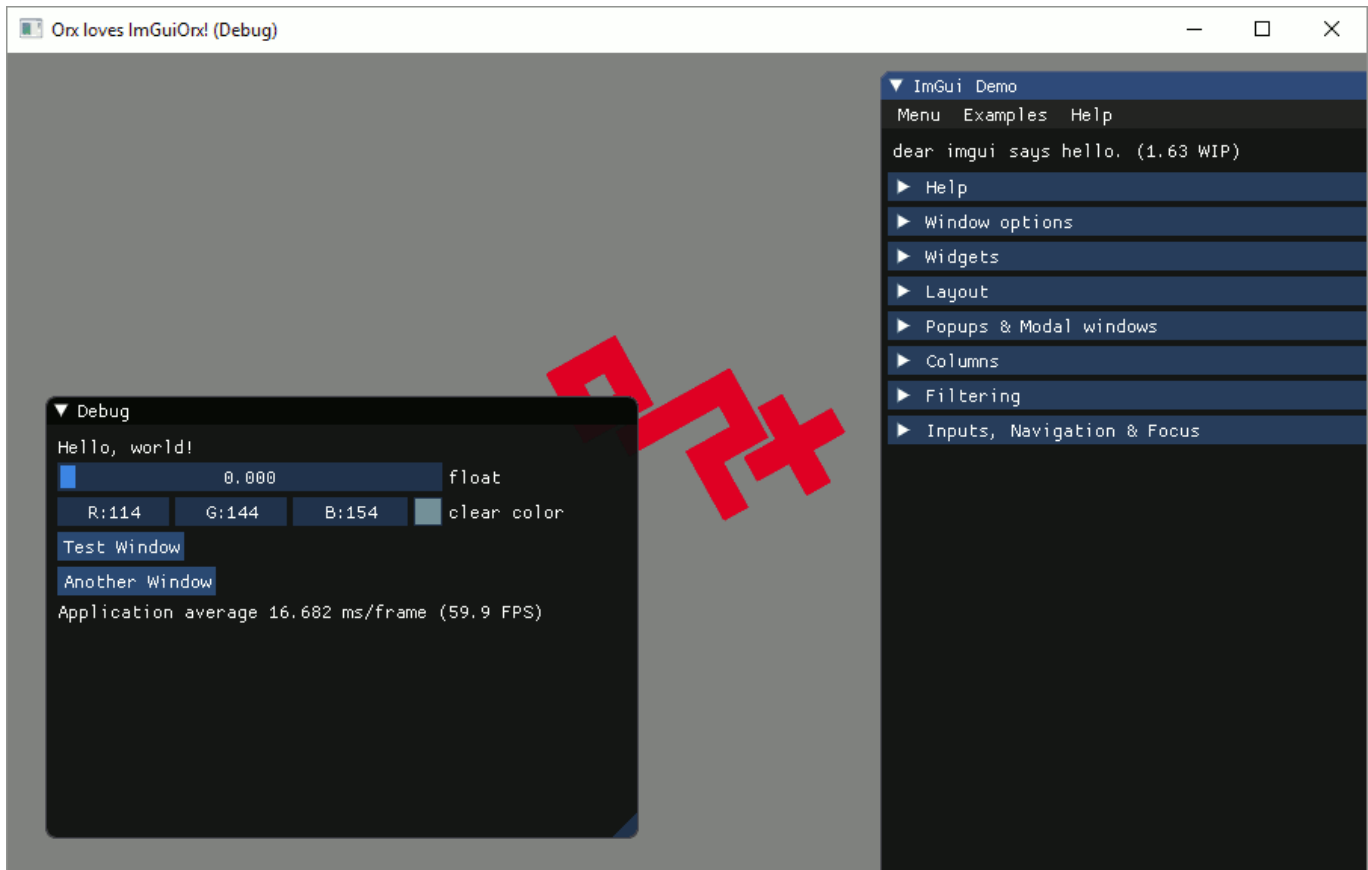 Orx loves ImGuiOrx! (Debug)
ImGui Demo
Menu Examples Help
dear imgui says hello. (1.63 WIP)
Help
Window options
Widgets
Layout
Popups & Modal windows
Columns
Filtering
Inputs, Navigation & Focus
orx
Debug
Hello, world!
0.000 float
R:114 G:144 B:154 clear color
Test Window
Another Window
Application average 16.682 ms/frame (59.9 FPS)